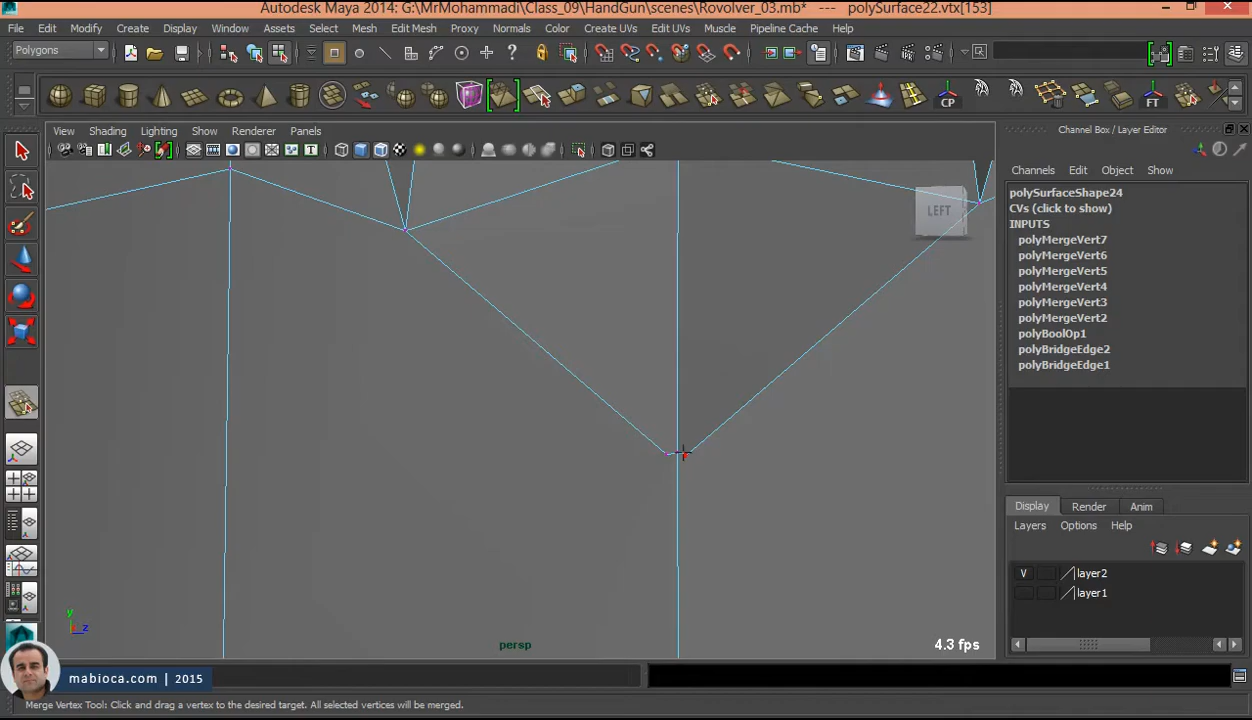 Autodesk Maya 2014: G:\MrMohammadi\Class_09\HandGun\scenes\Rovolver_03.mb* --- polySurface22.vtx[153]
File Edit Modify Create Display Window Assets Select Mesh Edit Mesh Proxy Normals Color Create UVs Edit UVs Muscle Pipeline Cache Help
Polygons
CP FT
View Shading Lighting Show Renderer Panels
Channel Box / Layer Editor
Channels Edit Object Show
polySurfaceShape24
CVs (click to show)
INPUTS
polyMergeVert7
polyMergeVert6
polyMergeVert5
polyMergeVert4
polyMergeVert3
polyMergeVert2
polyBoolOp1
polyBridgeEdge2
polyBridgeEdge1
LEFT
Display Render Anim
Layers Options Help
V layer2
layer1
y
z
persp
4.3 fps
mabioca.com | 2015
Merge Vertex Tool: Click and drag a vertex to the desired target. All selected vertices will be merged.